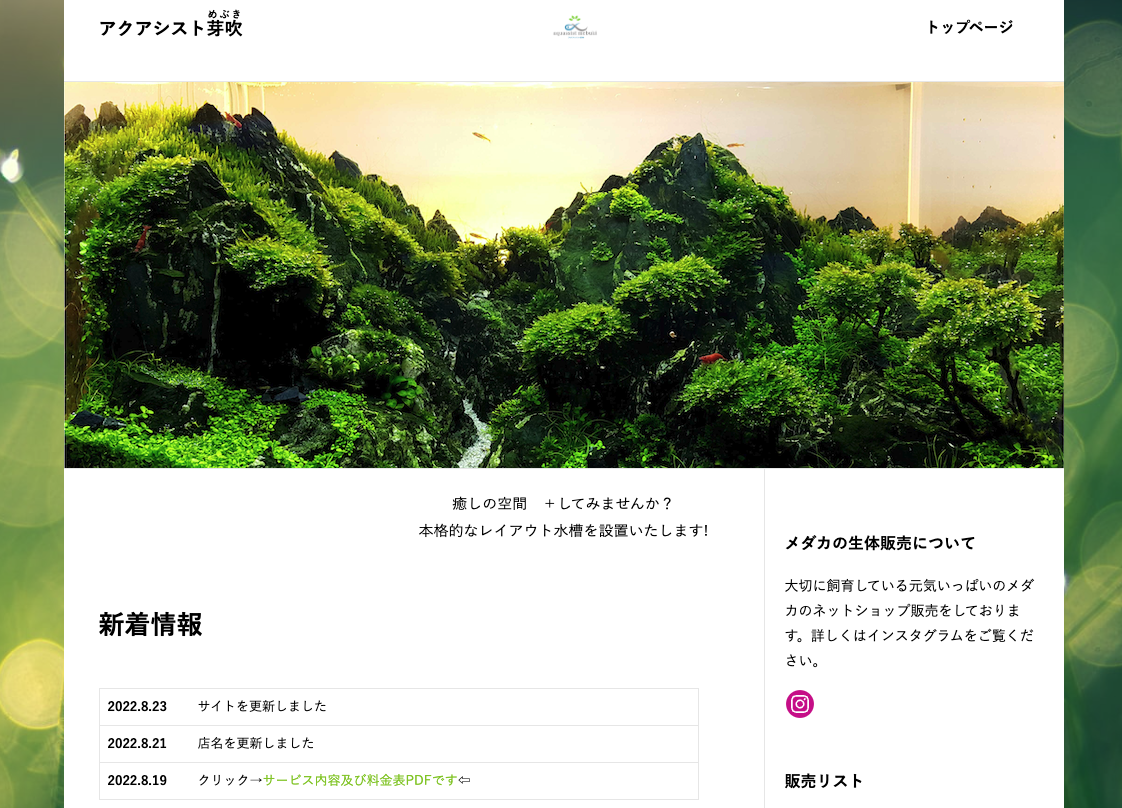 めぶき
アクアシスト芽吹
トップページ
癒しの空間　＋してみませんか？
本格的なレイアウト水槽を設置いたします!
新着情報
2022.8.23 サイトを更新しました
2022.8.21 店名を更新しました
2022.8.19 クリック→サービス内容及び料金表PDFです⇦
メダカの生体販売について
大切に飼育している元気いっぱいのメダ
カのネットショップ販売をしておりま
す。詳しくはインスタグラムをご覧くだ
さい。
販売リスト